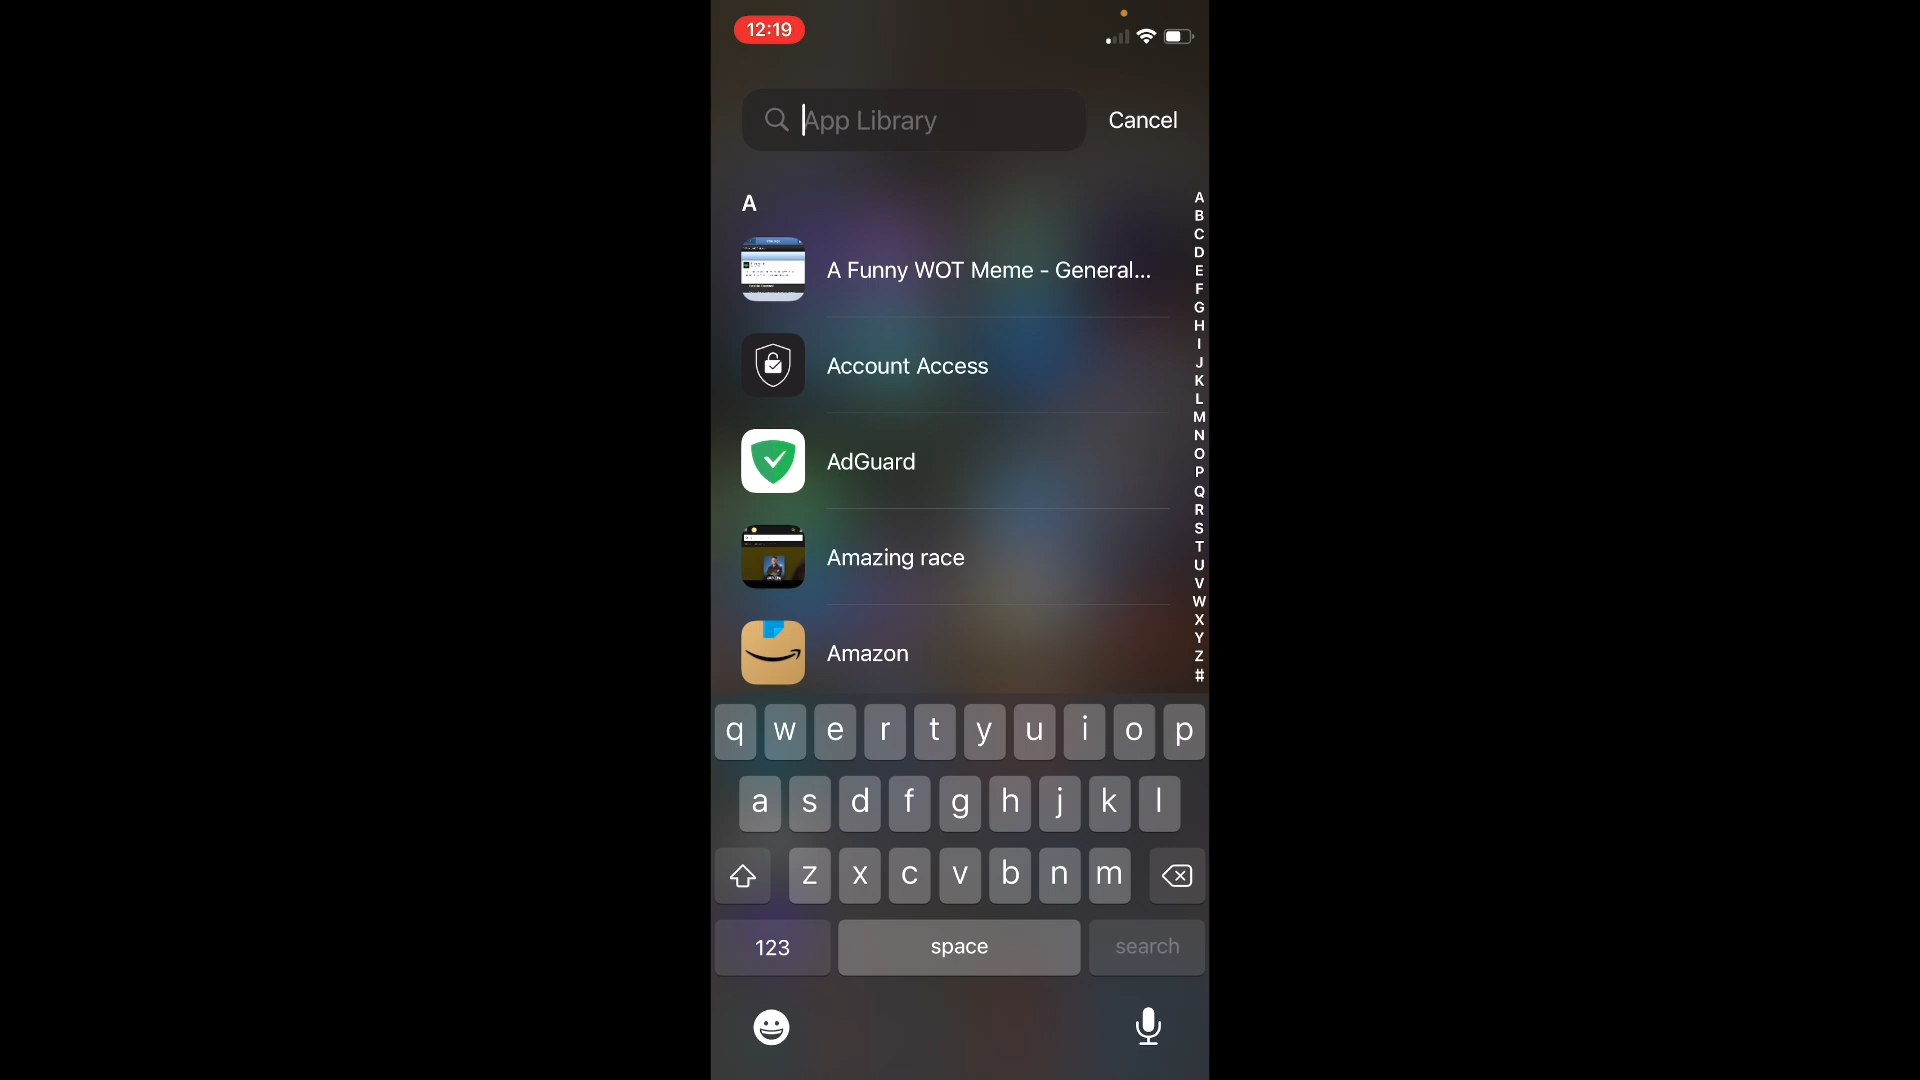 12:19
App Library
Cancel
A
A Funny WOT Meme - General...
Account Access
AdGuard
Amazing race
Amazon
A
B
C
D
E
F
G
H
I
J
K
L
M
N
O
P
Q
R
S
T
U
V
W
X
Y
Z
#
q w e r t y u i o p
a s d f g h j k l
z x c v b n m
123 space search